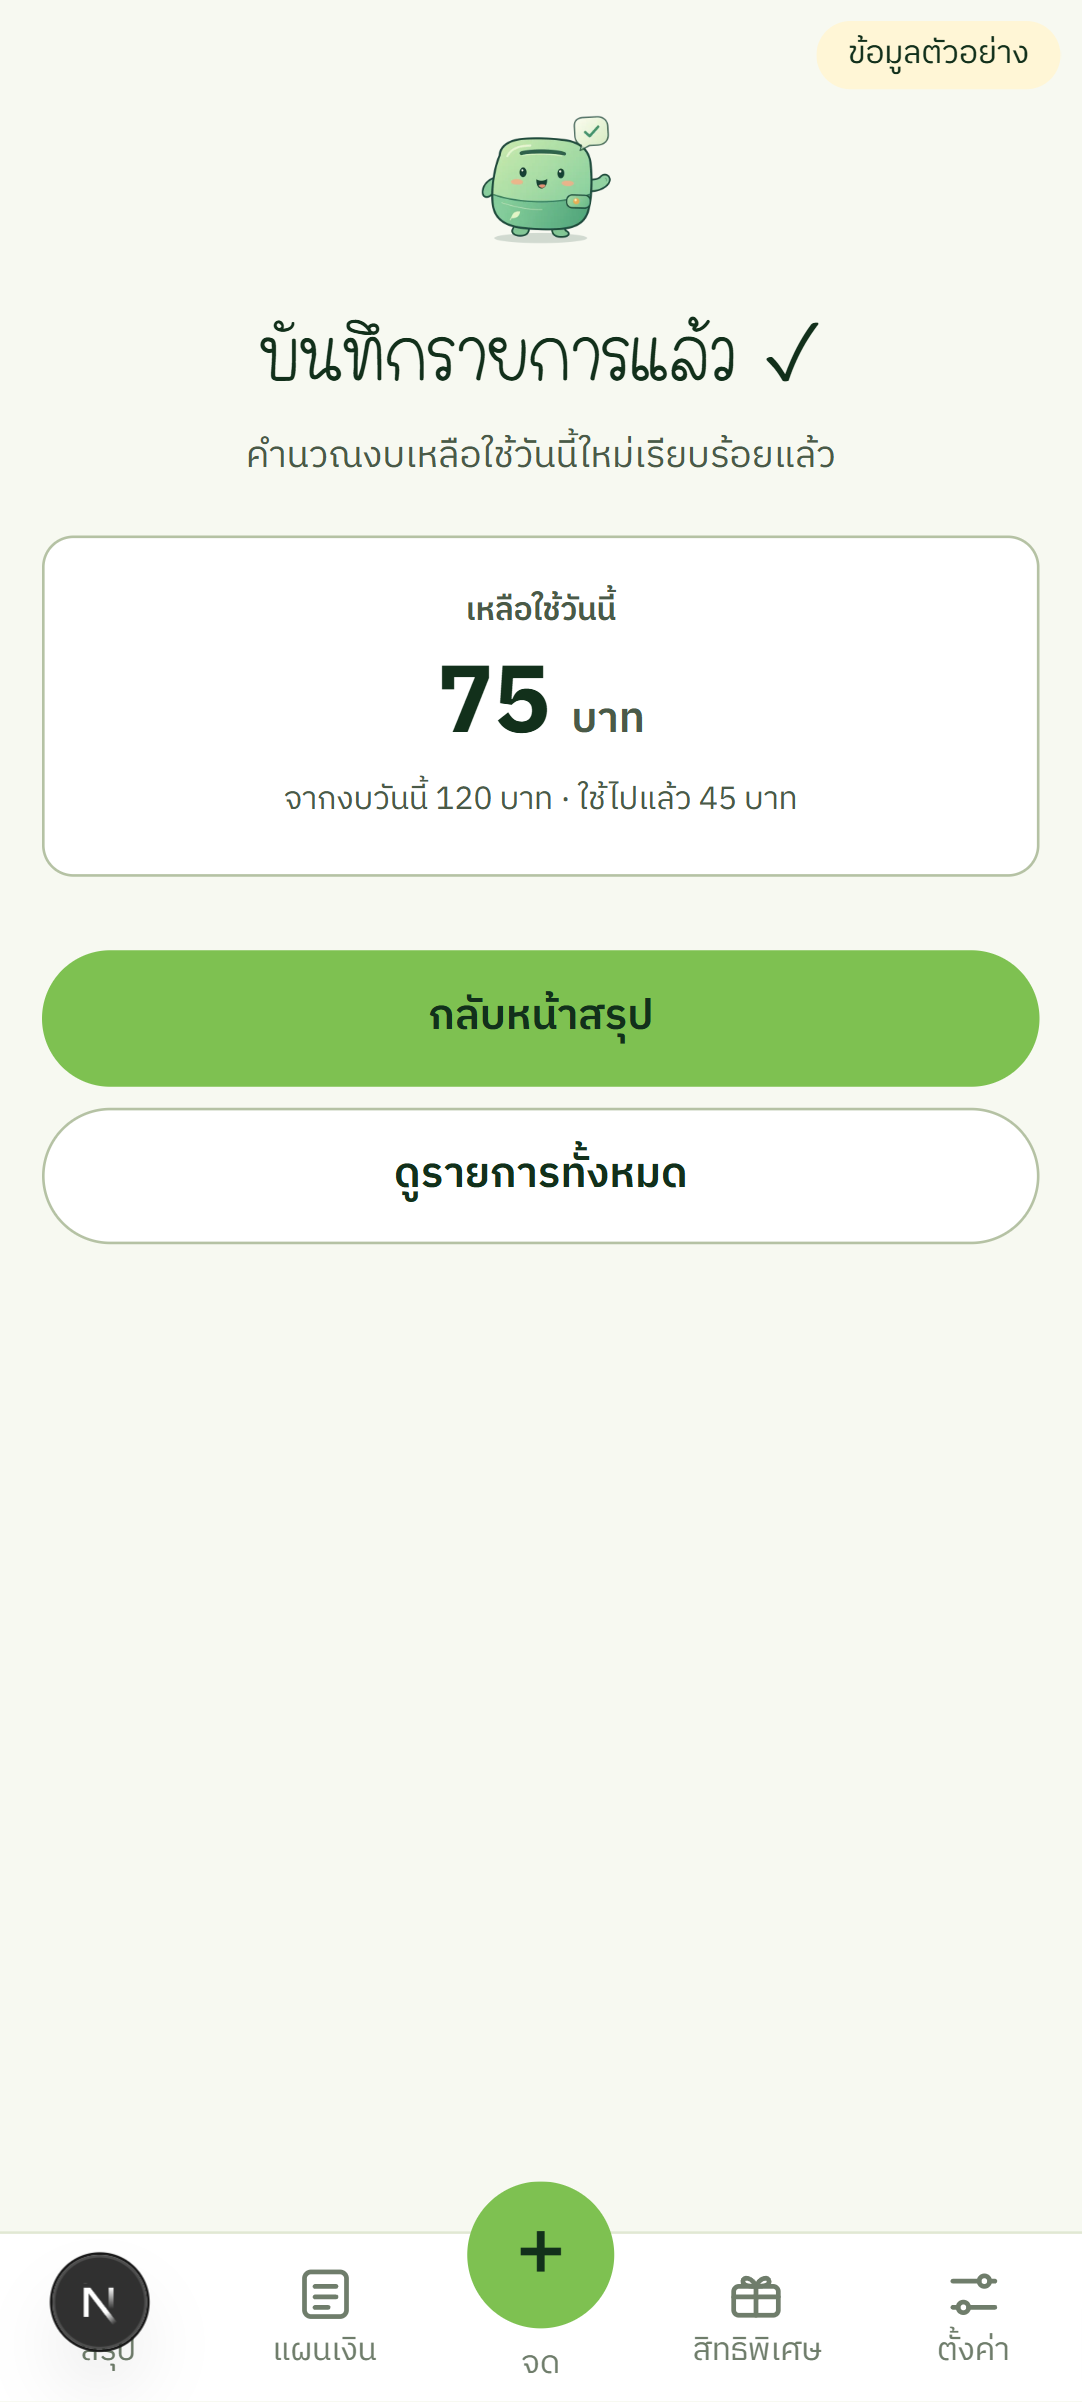 ข้อมูลตัวอย่าง
บันทึกรายการแล้ว ✓
คำนวณงบเหลือใช้วันนี้ใหม่เรียบร้อยแล้ว
เหลือใช้วันนี้
75 บาท
จากงบวันนี้ 120 บาท · ใช้ไปแล้ว 45 บาท
กลับหน้าสรุป
ดูรายการทั้งหมด
N
+
สรุป แผนเงิน จด สิทธิพิเศษ ตั้งค่า